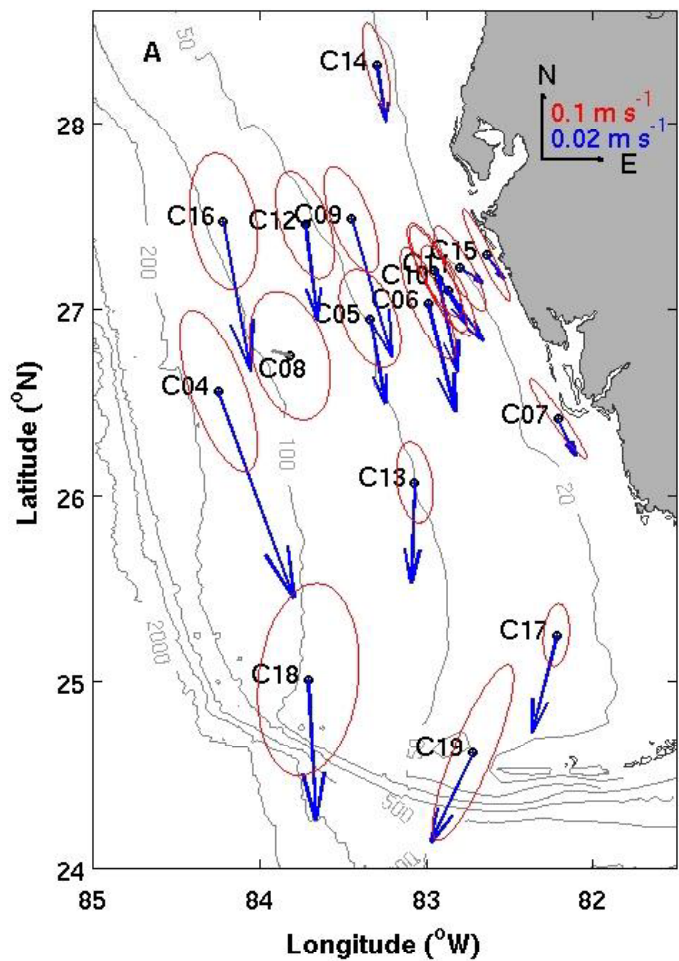 A
C14
N
0.1 m s⁻¹
0.02 m s⁻¹
E
50
28
C16
C12
C09
C15
C11
C10
200
27
C05
C06
C08
C04
C07
100
C13
20
26
C17
2000
25
C18
C19
500
24
85
84
83
82
Latitude (°N)
Longitude (°W)